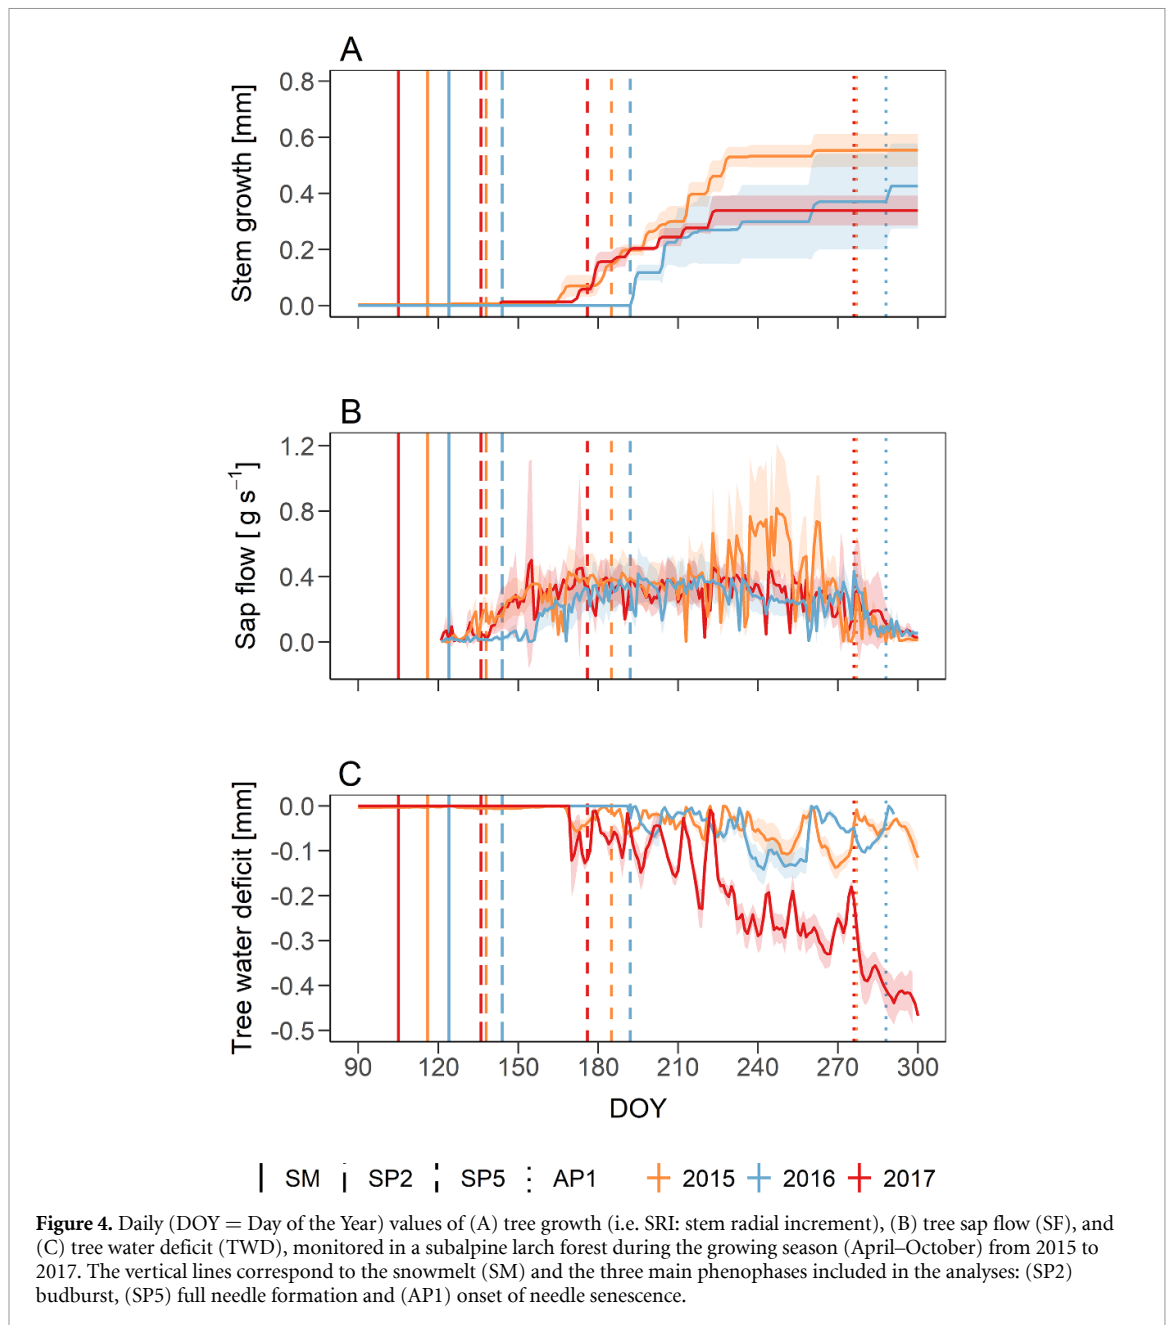 A
Stem growth [mm]
0.8
0.6
0.4
0.2
0.0
B
Sap flow [ g s⁻¹]
1.2
0.8
0.4
0.0
C
Tree water deficit [mm]
0.0
-0.1
-0.2
-0.3
-0.4
-0.5
90 120 150 180 210 240 270 300
DOY
SM SP2 SP5 AP1 2015 2016 2017
Figure 4. Daily (DOY = Day of the Year) values of (A) tree growth (i.e. SRI: stem radial increment), (B) tree sap flow (SF), and
(C) tree water deficit (TWD), monitored in a subalpine larch forest during the growing season (April–October) from 2015 to
2017. The vertical lines correspond to the snowmelt (SM) and the three main phenophases included in the analyses: (SP2)
budburst, (SP5) full needle formation and (AP1) onset of needle senescence.